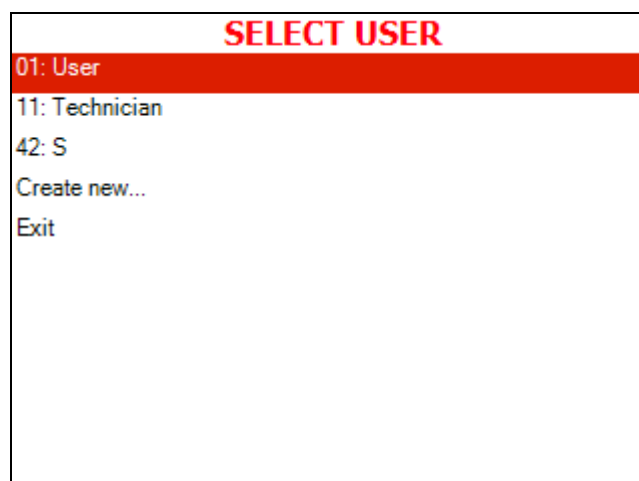 SELECT USER
01: User
11: Technician
42: S
Create new...
Exit